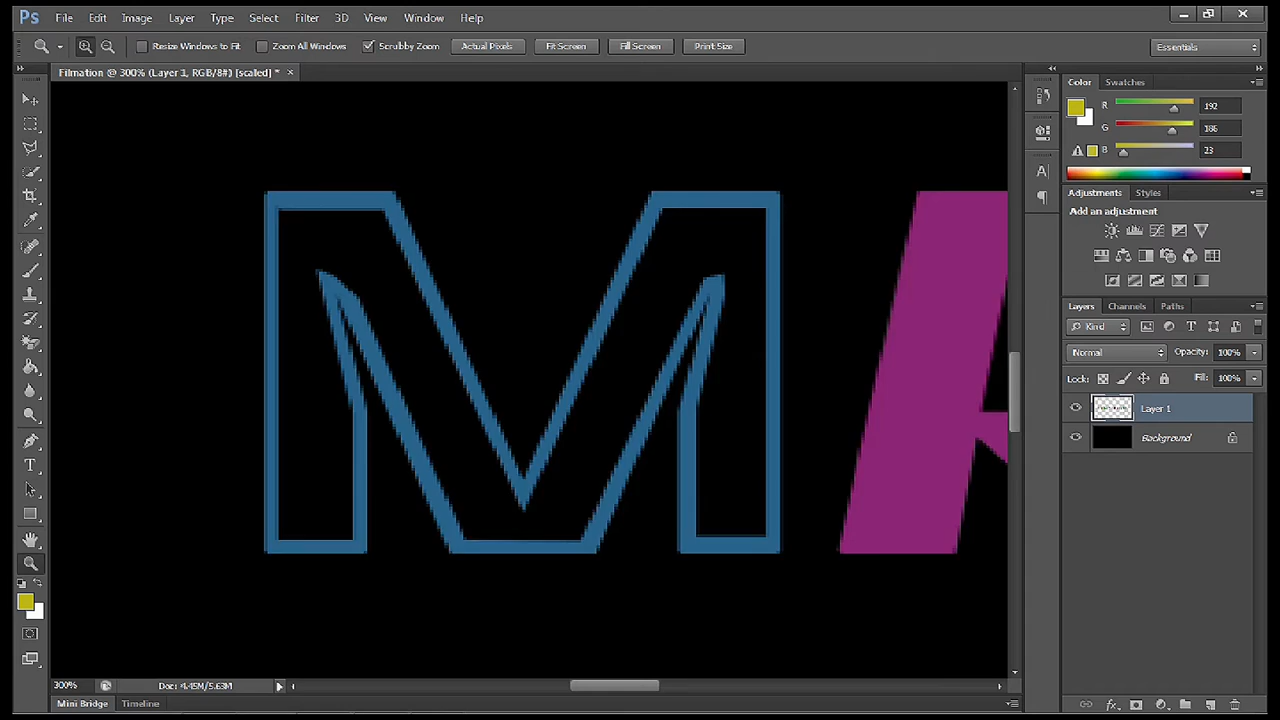 Ps File Edit Image Layer Type Select Filter 3D View Window Help
Resize Windows to Fit Zoom All Windows Scrubby Zoom Actual Pixels Fit Screen Fill Screen Print Size Essentials
Filmation @ 300% (Layer 1, RGB/8#) [scaled] * ×
Color Swatches
R 192
G 186
B 23
Adjustments Styles
Add an adjustment
Layers Channels Paths
Kind
Normal Opacity: 100%
Lock: Fill: 100%
Layer 1
Background
M
300% Doc: 4.45M/5.63M
Mini Bridge Timeline